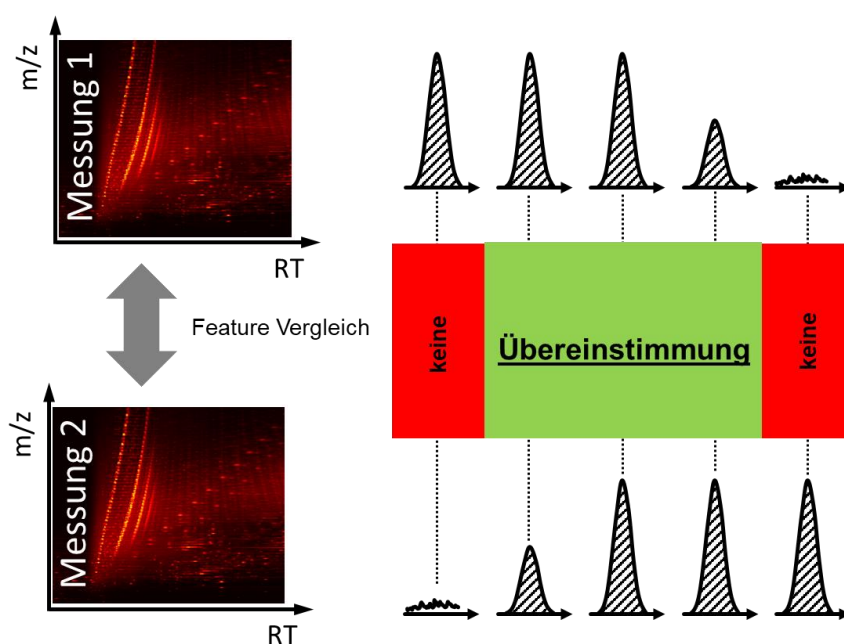 m/z
Messung 1
RT
Feature Vergleich
m/z
Messung 2
RT
keine
Übereinstimmung
keine